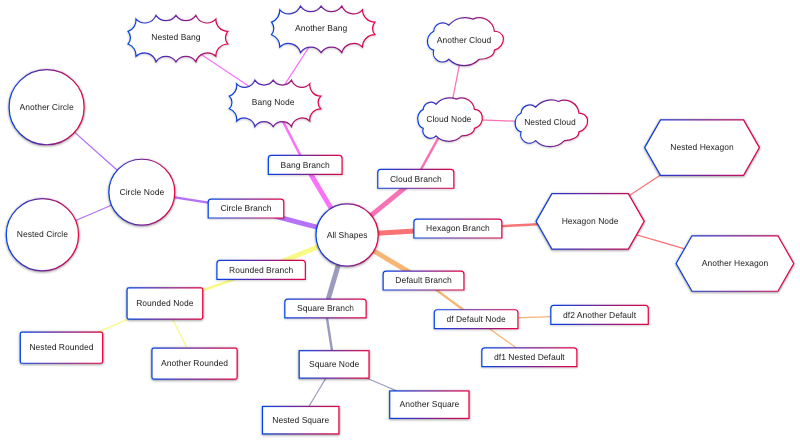 Nested Bang
Another Bang
Another Cloud
Another Circle
Bang Node
Cloud Node
Nested Cloud
Nested Hexagon
Bang Branch
Cloud Branch
Circle Node
Circle Branch
Hexagon Node
Nested Circle
All Shapes
Hexagon Branch
Another Hexagon
Rounded Branch
Default Branch
Rounded Node
Square Branch
df Default Node
df2 Another Default
Nested Rounded
Another Rounded
Square Node
df1 Nested Default
Another Square
Nested Square